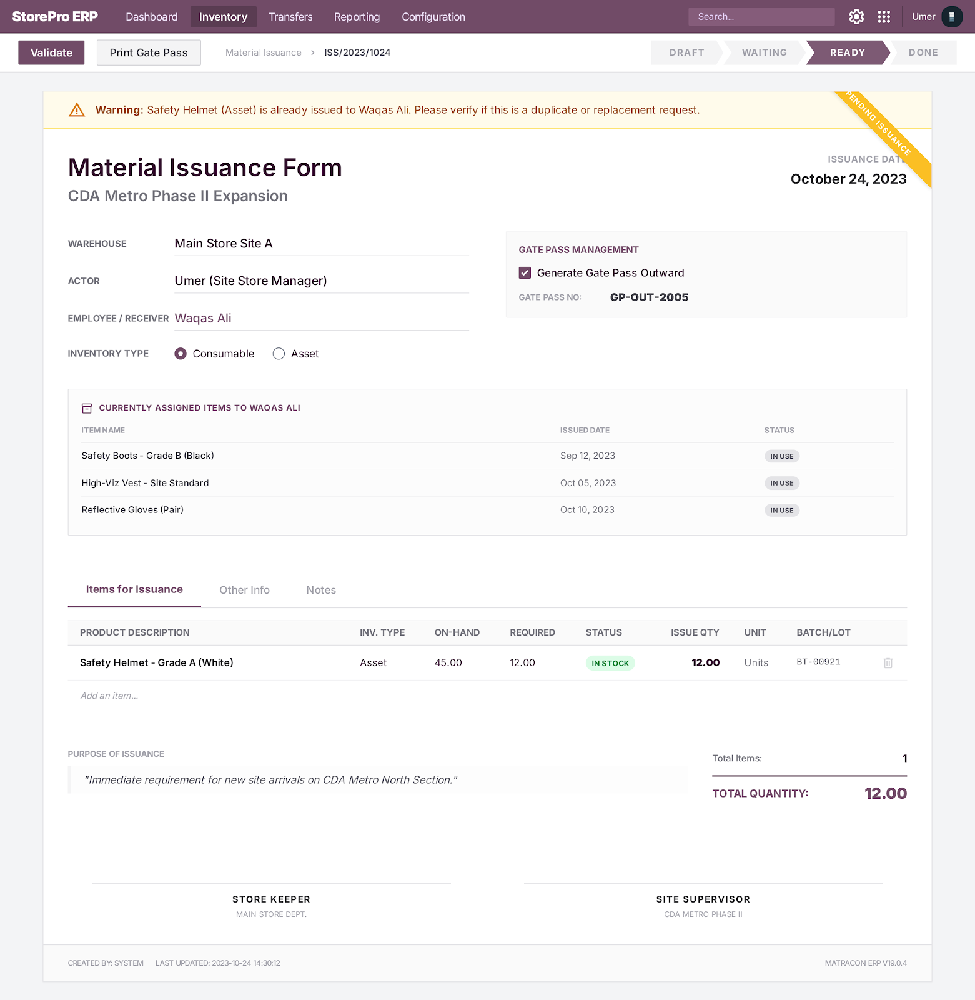 StorePro ERP Dashboard Inventory Transfers Reporting Configuration Search... Umer
Validate Print Gate Pass Material Issuance › ISS/2023/1024 DRAFT WAITING READY DONE
Warning: Safety Helmet (Asset) is already issued to Waqas Ali. Please verify if this is a duplicate or replacement request.
PENDING ISSUANCE
Material Issuance Form
CDA Metro Phase II Expansion
ISSUANCE DATE
October 24, 2023
WAREHOUSE Main Store Site A
ACTOR Umer (Site Store Manager)
EMPLOYEE / RECEIVER Waqas Ali
INVENTORY TYPE Consumable Asset
GATE PASS MANAGEMENT
Generate Gate Pass Outward
GATE PASS NO: GP-OUT-2005
CURRENTLY ASSIGNED ITEMS TO WAQAS ALI
ITEM NAME ISSUED DATE STATUS
Safety Boots - Grade B (Black) Sep 12, 2023 IN USE
High-Viz Vest - Site Standard Oct 05, 2023 IN USE
Reflective Gloves (Pair) Oct 10, 2023 IN USE
Items for Issuance Other Info Notes
PRODUCT DESCRIPTION INV. TYPE ON-HAND REQUIRED STATUS ISSUE QTY UNIT BATCH/LOT
Safety Helmet - Grade A (White) Asset 45.00 12.00 IN STOCK 12.00 Units BT-00921
Add an item...
PURPOSE OF ISSUANCE
"Immediate requirement for new site arrivals on CDA Metro North Section."
Total Items: 1
TOTAL QUANTITY: 12.00
STORE KEEPER
MAIN STORE DEPT.
SITE SUPERVISOR
CDA METRO PHASE II
CREATED BY: SYSTEM LAST UPDATED: 2023-10-24 14:30:12 MATRACON ERP V19.0.4